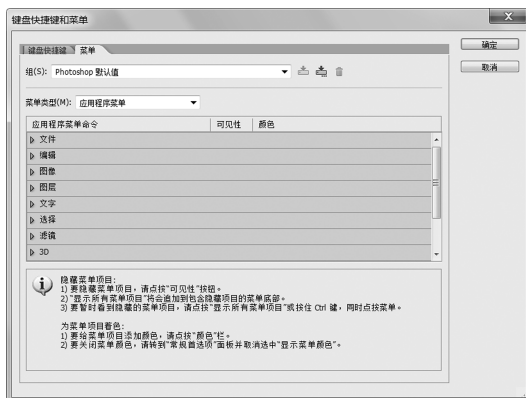 键盘快捷键和菜单
键盘快捷键 菜单
确定
取消
组(S): Photoshop 默认值
菜单类型(M): 应用程序菜单
应用程序菜单命令 可见性 颜色
文件
编辑
图像
图层
文字
选择
滤镜
3D
隐藏菜单项目:
1) 要隐藏菜单项目，请点按“可见性”按钮。
2)“显示所有菜单项目”将会追加到包含隐藏项目的菜单底部。
3) 要暂时看到隐藏的菜单项目，请点按“显示所有菜单项目”或按住 Ctrl 键，同时点按菜单。
为菜单项目着色:
1) 要给菜单项目添加颜色，请点按“颜色”栏。
2) 要关闭菜单颜色，请转到“常规首选项”面板并取消选中“显示菜单颜色”。